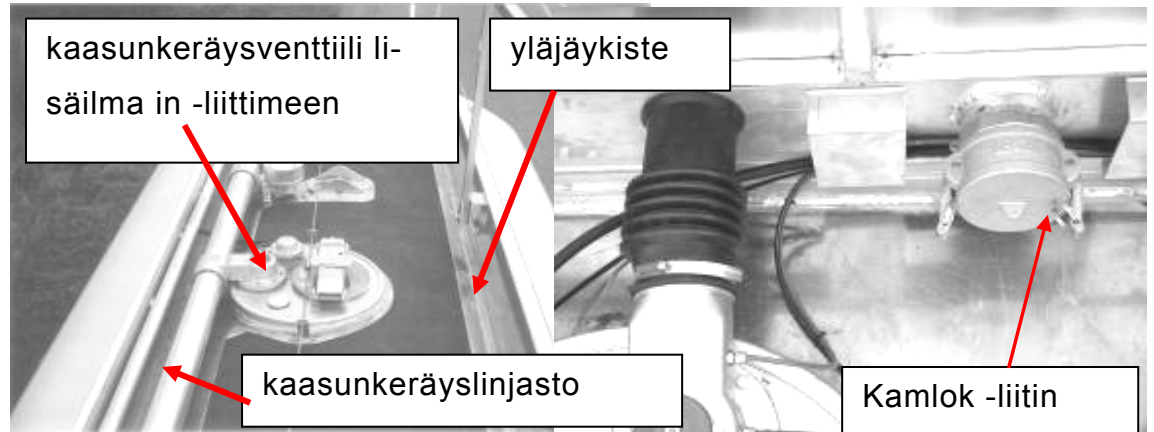 kaasunkeräysventtiili li-
säilma in -liittimeen
yläjäykiste
kaasunkeräyslinjasto
Kamlok -liitin